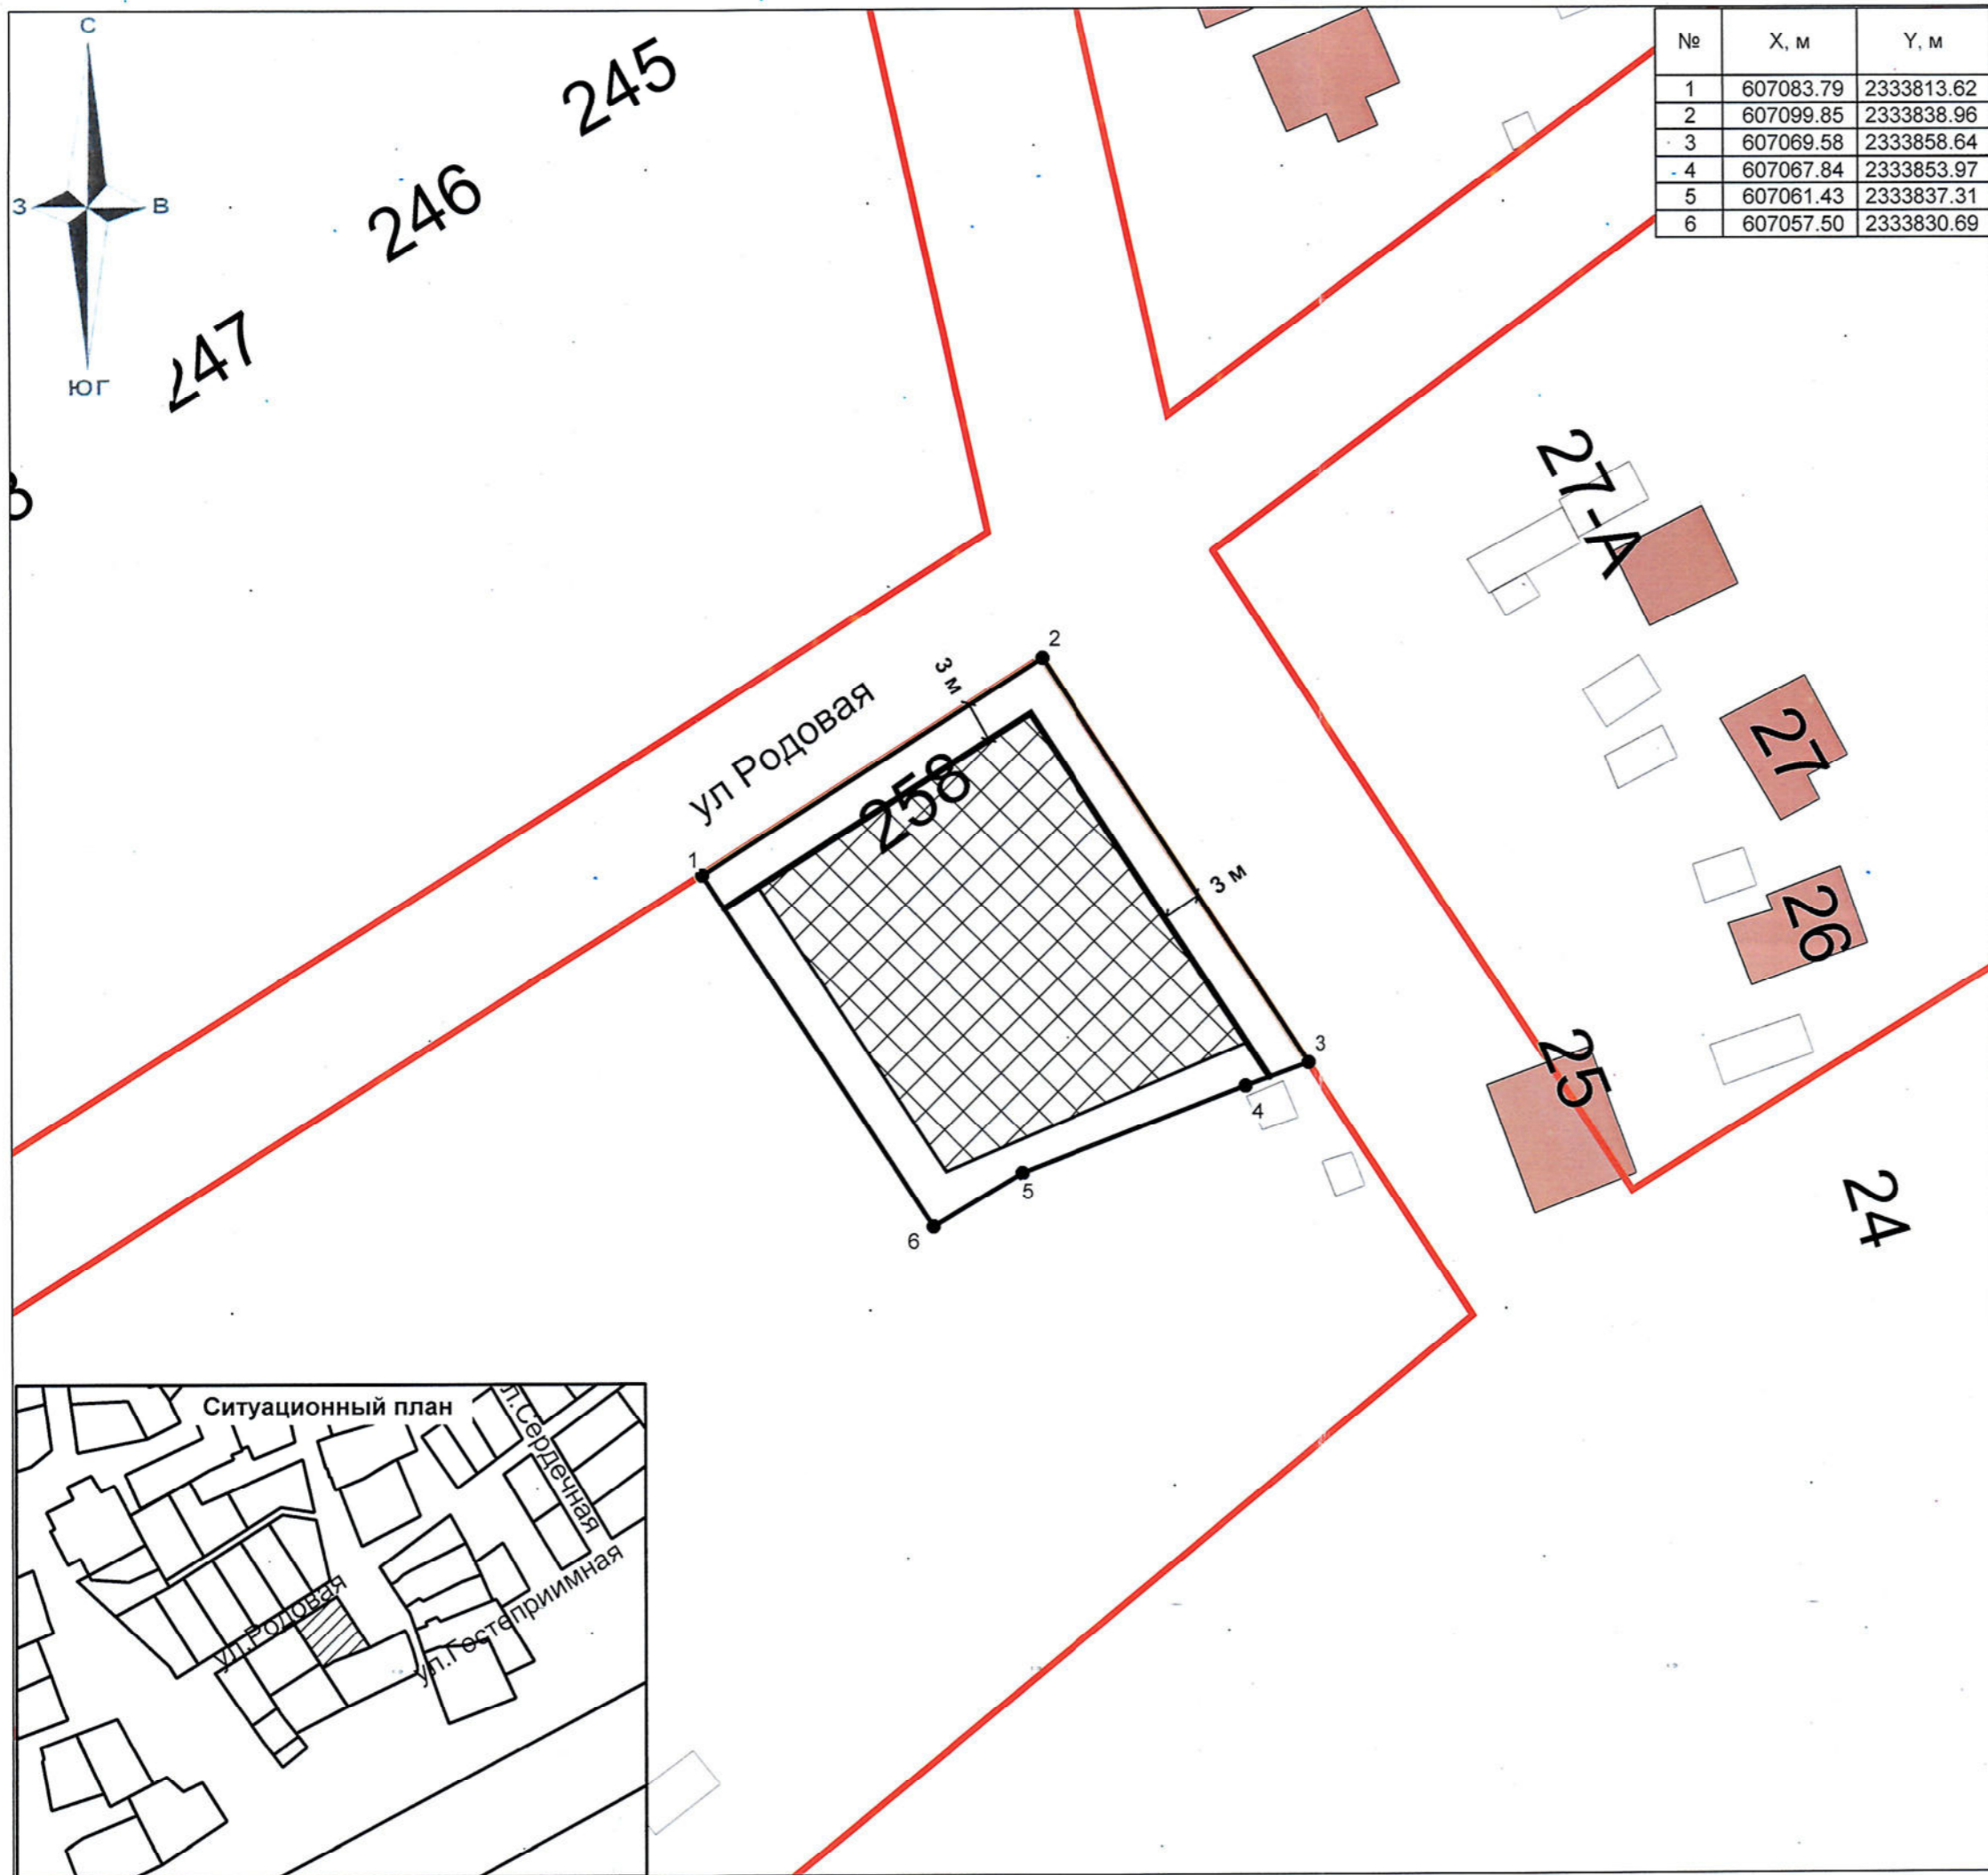 С
З В
ЮГ
№ X, м Y, м
1 607083.79 2333813.62
2 607099.85 2333838.96
3 607069.58 2333858.64
4 607067.84 2333853.97
5 607061.43 2333837.31
6 607057.50 2333830.69
245
246
247
27-А
27
26
25
24
ул Родовая
258
3 м
3 м
1
2
3
4
5
6
Ситуационный план
л.Сердечная
ул.Родовая
ул.Гостеприимная